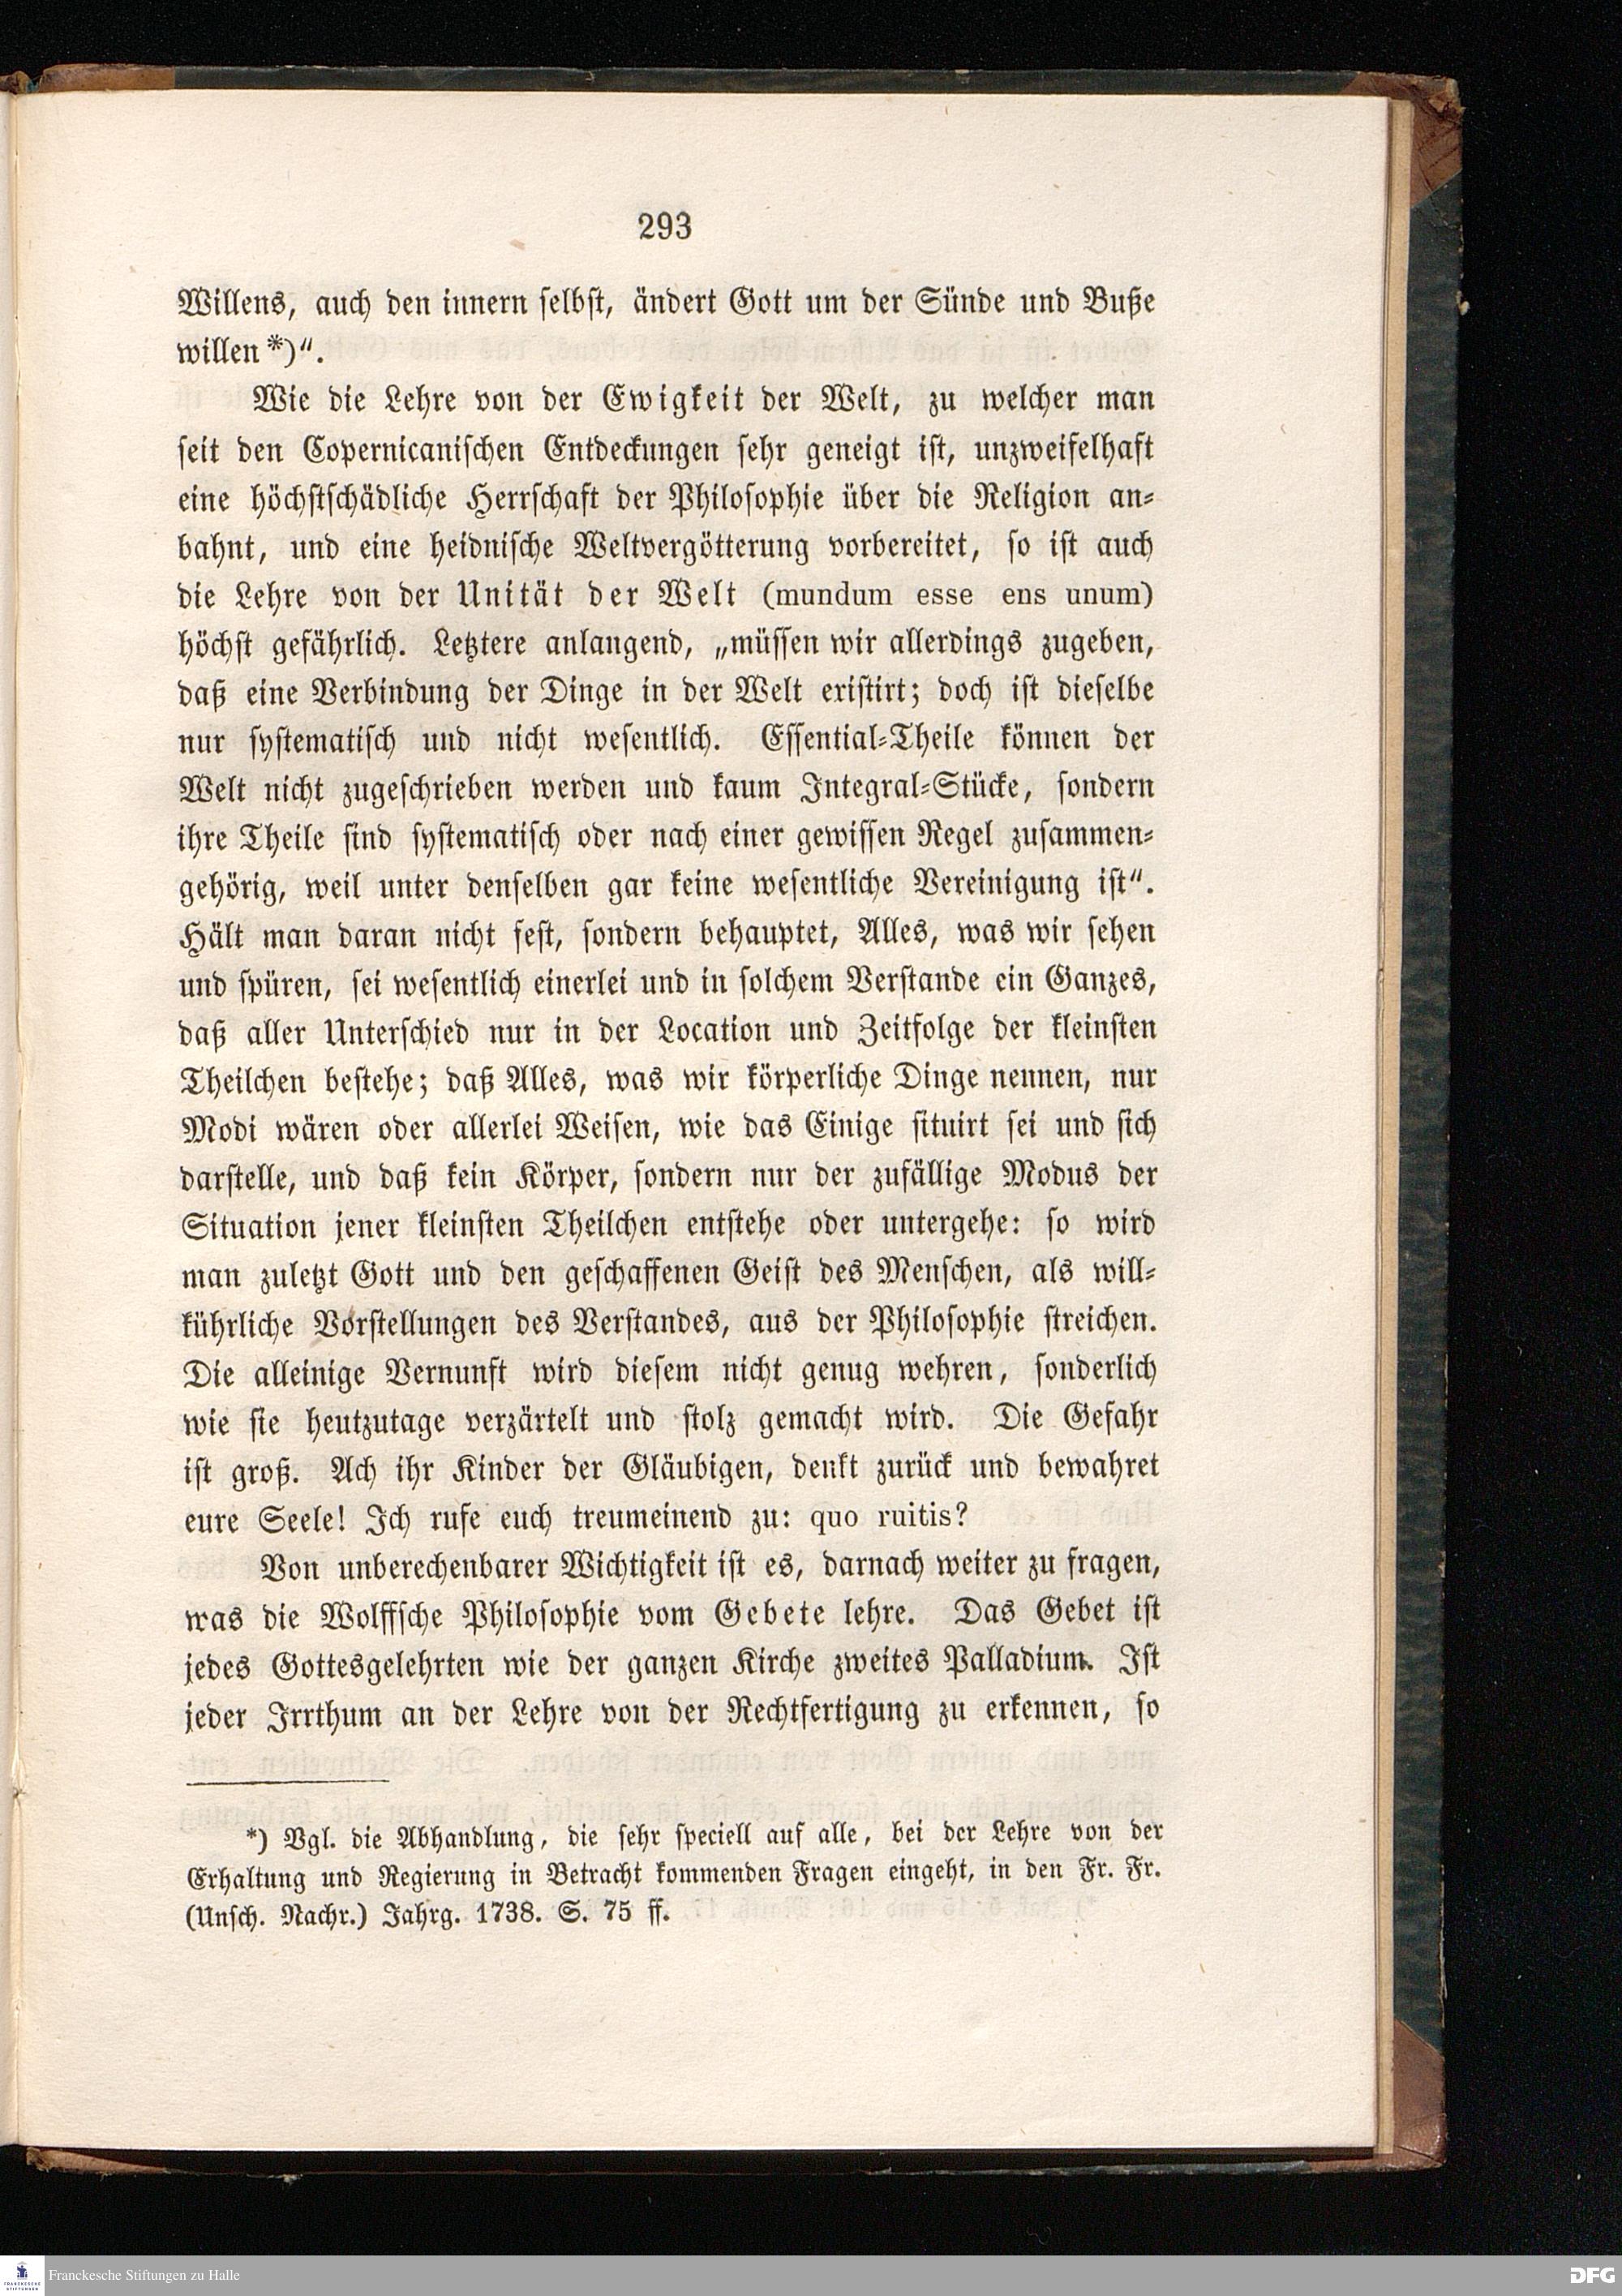 293
Willens, auch den innern selbst, ändert Gott um der Sünde und Buße
willen*)“.
Wie die Lehre von der Ewigkeit der Welt, zu welcher man
seit den Copernicanischen Entdeckungen sehr geneigt ist, unzweifelhaft
eine höchstschädliche Herrschaft der Philosophie über die Religion an-
bahnt, und eine heidnische Weltvergötterung vorbereitet, so ist auch
die Lehre von der Unität der Welt (mundum esse ens unum)
höchst gefährlich. Letztere anlangend, „müssen wir allerdings zugeben,
daß eine Verbindung der Dinge in der Welt existirt; doch ist dieselbe
nur systematisch und nicht wesentlich. Essential-Theile können der
Welt nicht zugeschrieben werden und kaum Integral-Stücke, sondern
ihre Theile sind systematisch oder nach einer gewissen Regel zusammen-
gehörig, weil unter denselben gar keine wesentliche Vereinigung ist“.
Hält man daran nicht fest, sondern behauptet, Alles, was wir sehen
und spüren, sei wesentlich einerlei und in solchem Verstande ein Ganzes,
daß aller Unterschied nur in der Location und Zeitfolge der kleinsten
Theilchen bestehe; daß Alles, was wir körperliche Dinge nennen, nur
Modi wären oder allerlei Weisen, wie das Einige situirt sei und sich
darstelle, und daß kein Körper, sondern nur der zufällige Modus der
Situation jener kleinsten Theilchen entstehe oder untergehe: so wird
man zuletzt Gott und den geschaffenen Geist des Menschen, als will-
kührliche Vorstellungen des Verstandes, aus der Philosophie streichen.
Die alleinige Vernunft wird diesem nicht genug wehren, sonderlich
wie sie heutzutage verzärtelt und stolz gemacht wird. Die Gefahr
ist groß. Ach ihr Kinder der Gläubigen, denkt zurück und bewahret
eure Seele! Ich rufe euch treumeinend zu: quo ruitis?
Von unberechenbarer Wichtigkeit ist es, darnach weiter zu fragen,
was die Wolffsche Philosophie vom Gebete lehre. Das Gebet ist
jedes Gottesgelehrten wie der ganzen Kirche zweites Palladium. Ist
jeder Irrthum an der Lehre von der Rechtfertigung zu erkennen, so
*) Vgl. die Abhandlung, die sehr speciell auf alle, bei der Lehre von der
Erhaltung und Regierung in Betracht kommenden Fragen eingeht, in den Fr. Fr.
(Unsch. Nachr.) Jahrg. 1738. S. 75 ff.
FRANCKESCHE STIFTUNGEN
Franckesche Stiftungen zu Halle
DFG